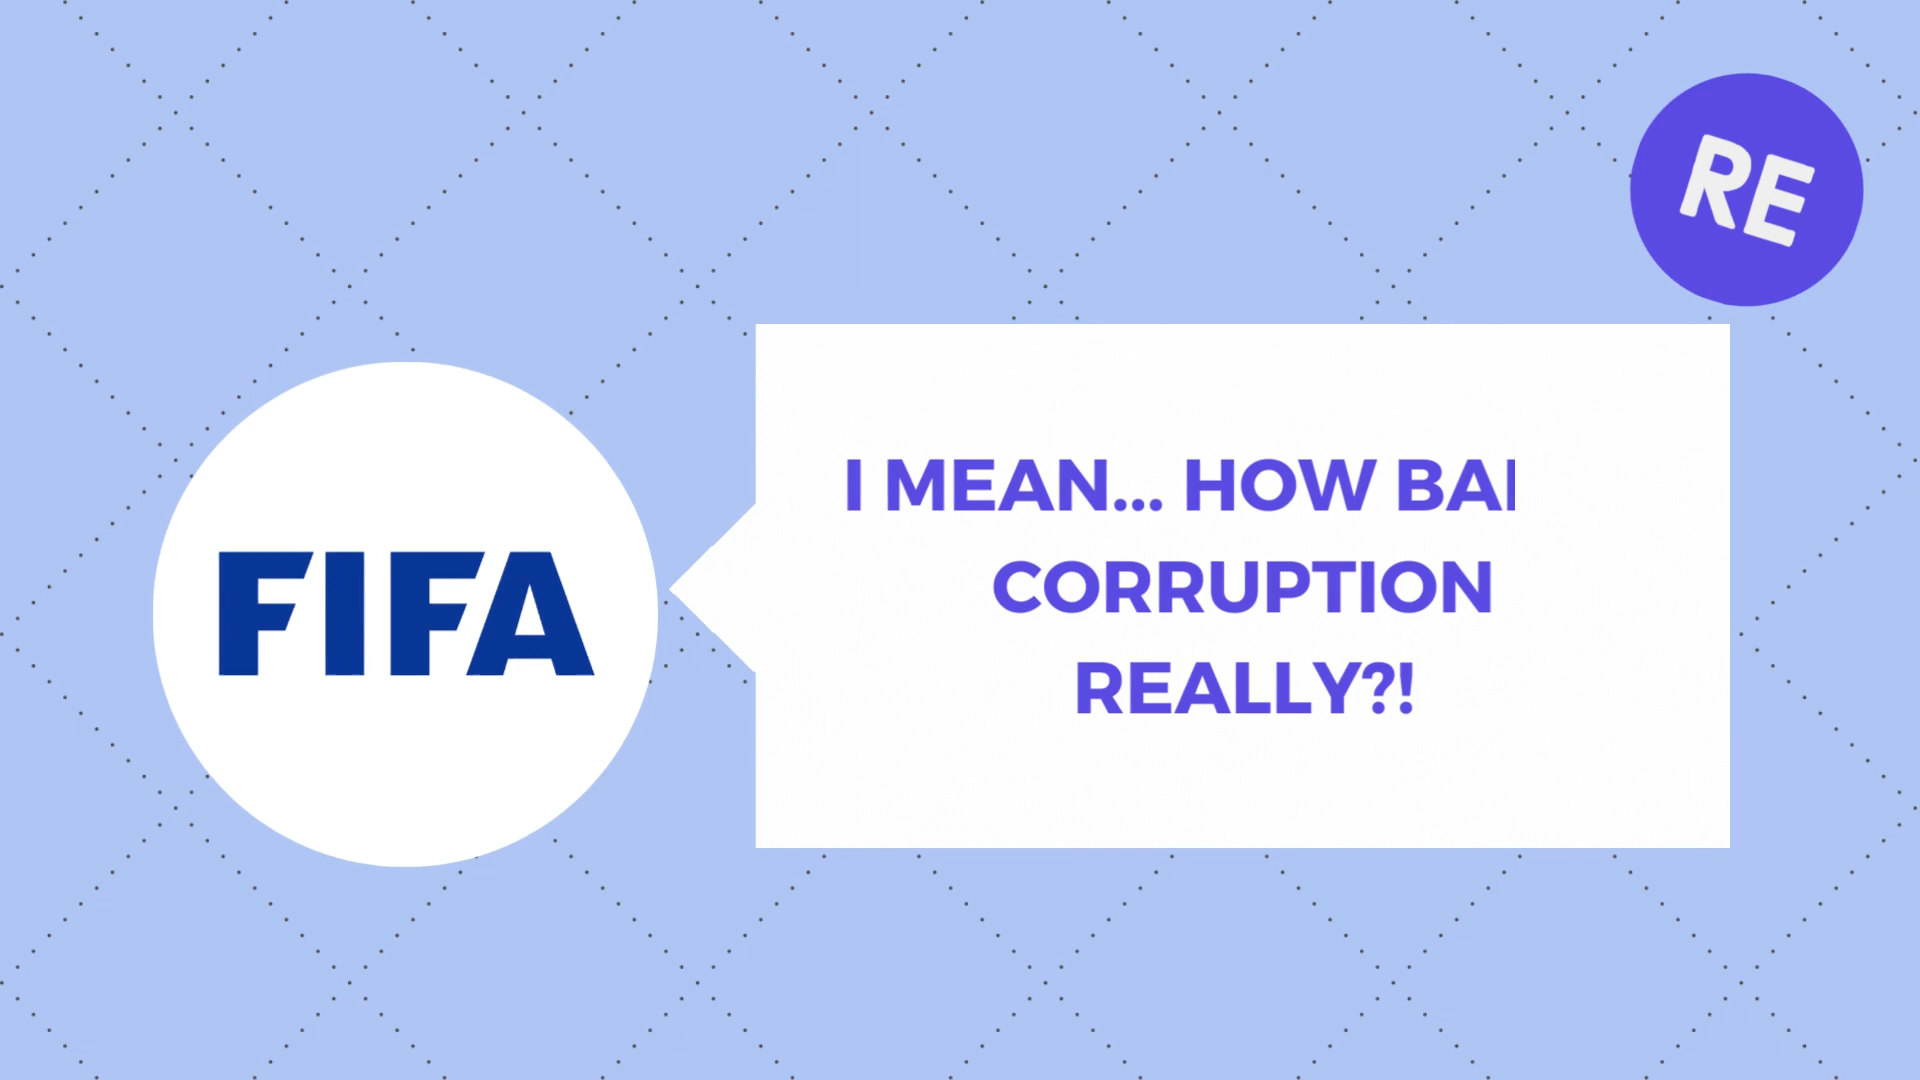 RE
I MEAN... HOW
CORRUPTION
REALLY?!
FIFA